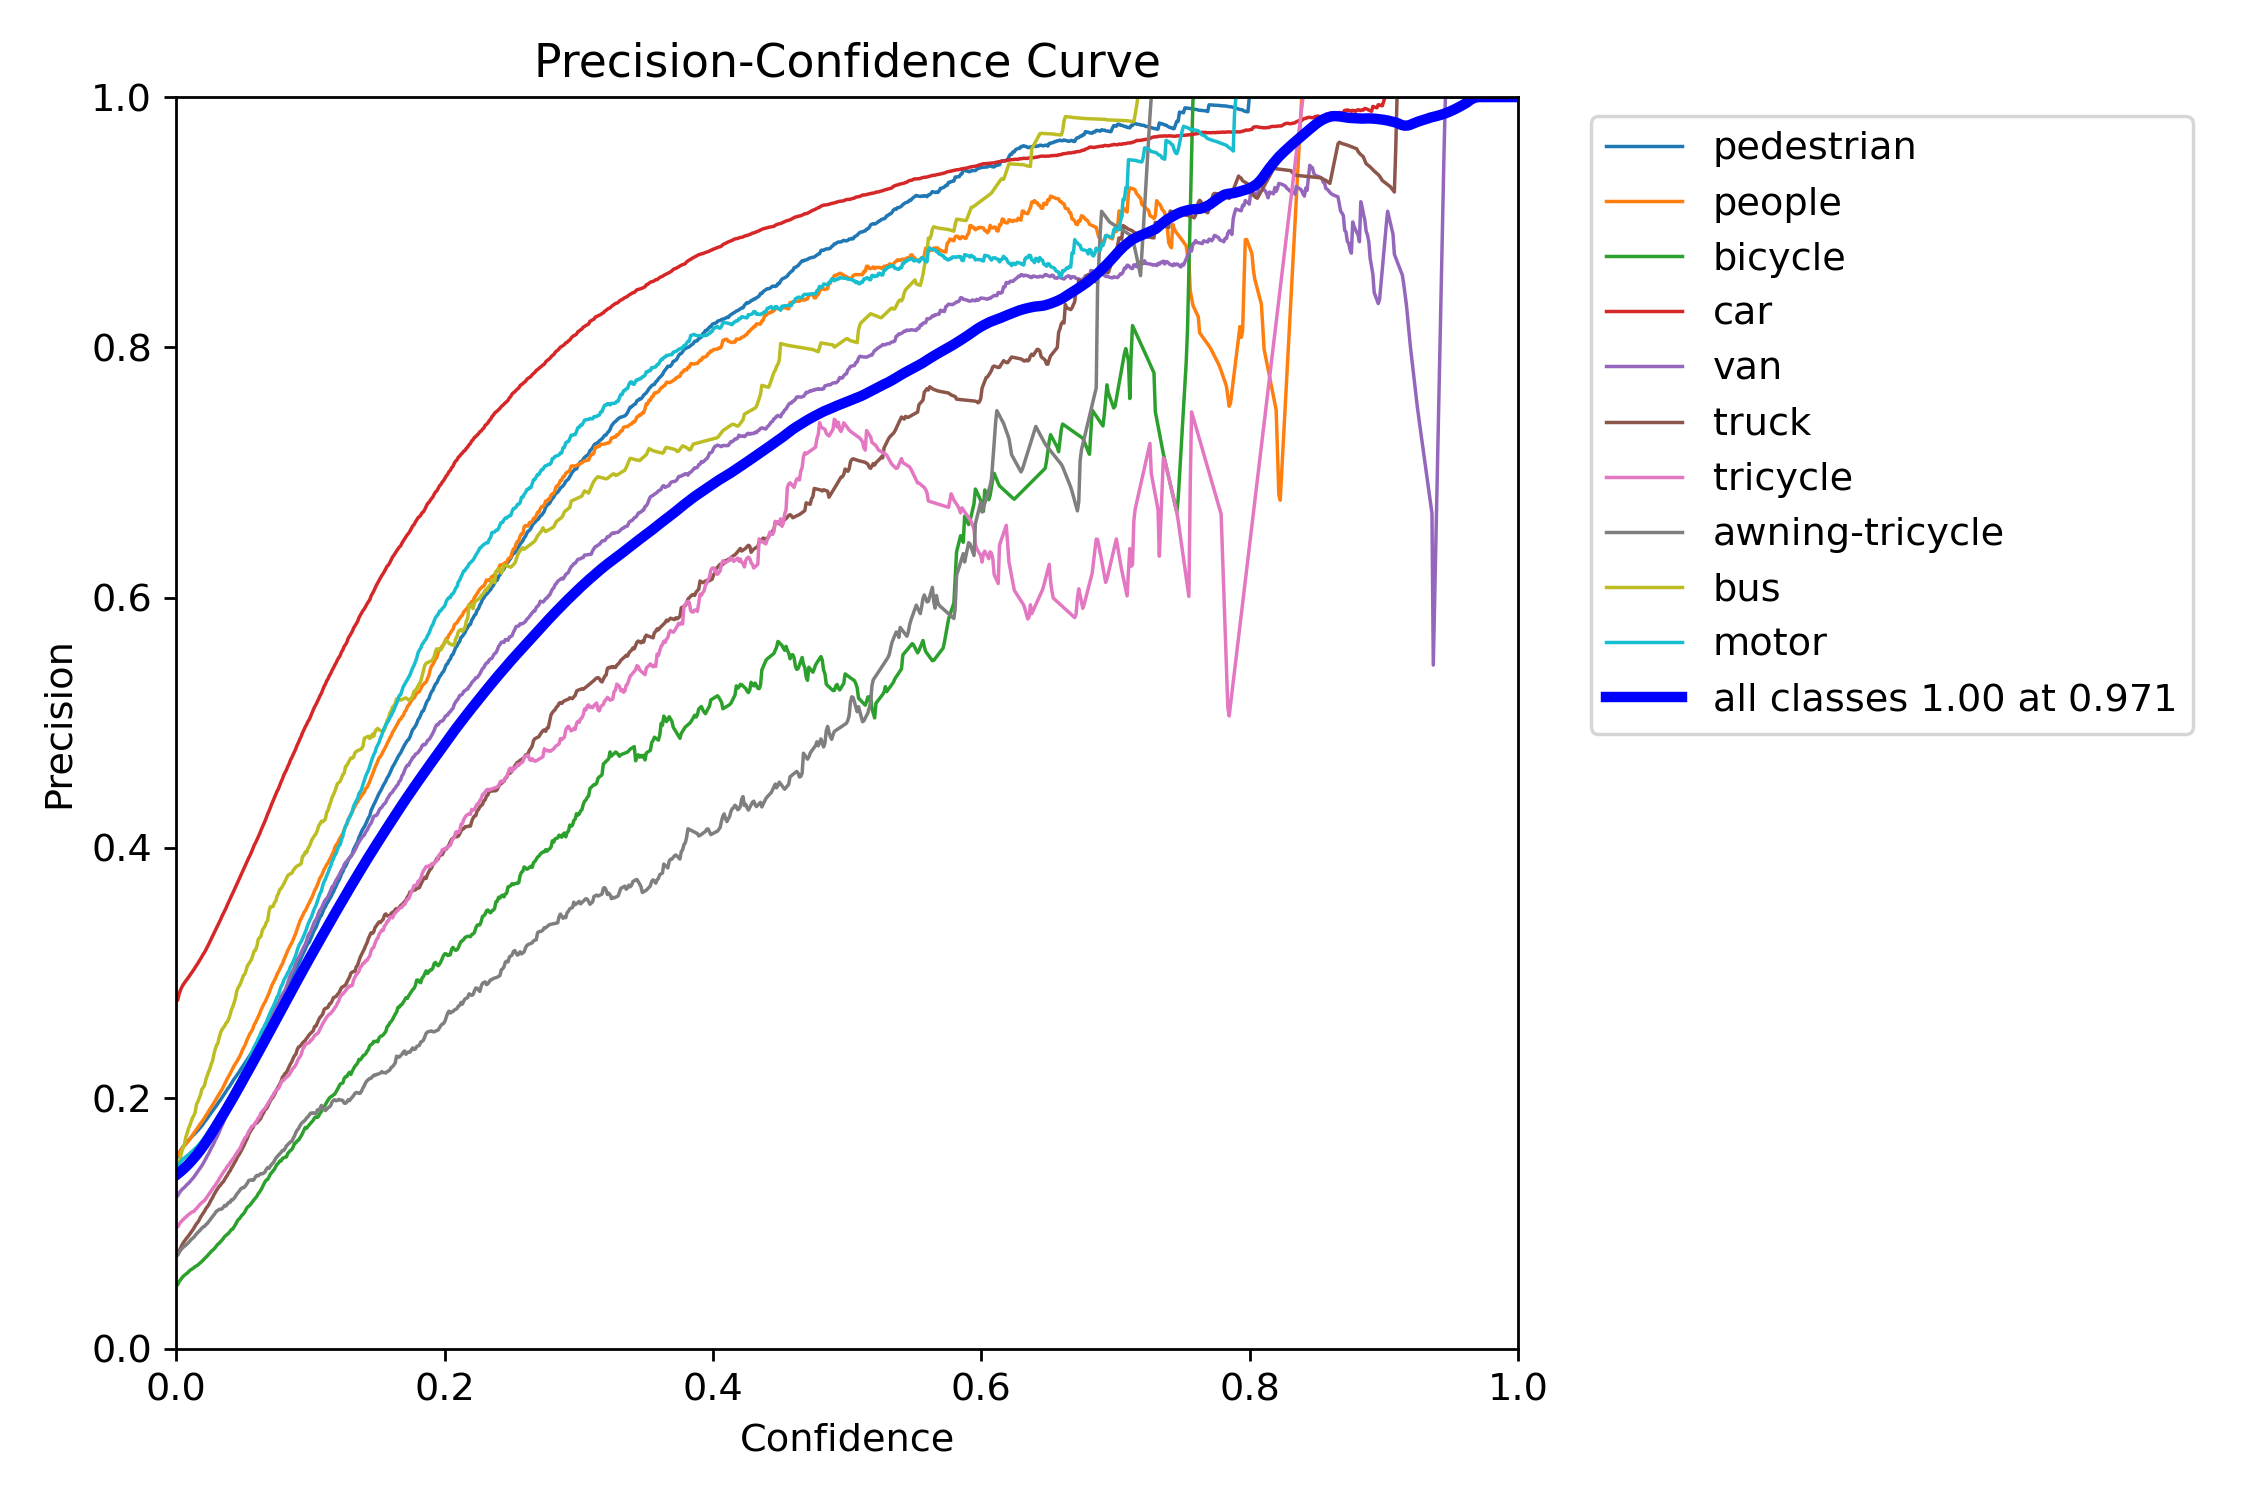 Precision-Confidence Curve
1.0
0.8
0.6
0.4
0.2
0.0
Precision
0.0 0.2 0.4 0.6 0.8 1.0
Confidence
pedestrian
people
bicycle
car
van
truck
tricycle
awning-tricycle
bus
motor
all classes 1.00 at 0.971